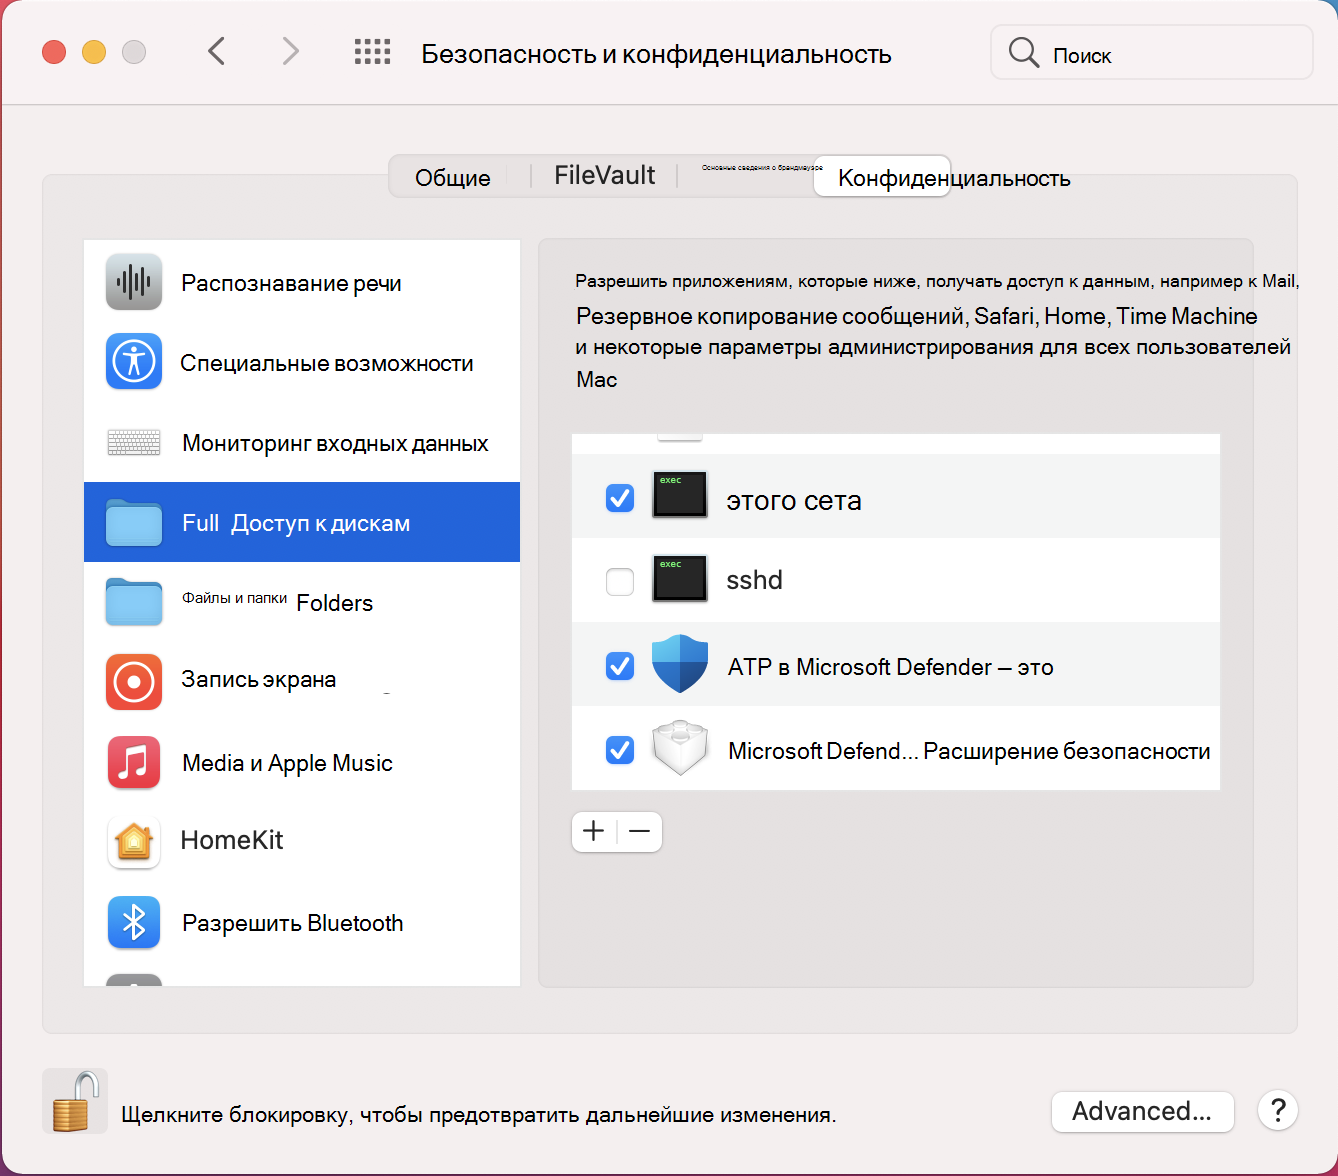 Безопасность и конфиденциальность
Поиск
Общие
FileVault
Основные сведения о брандмауэре
Конфиденциальность
Распознавание речи
Специальные возможности
Мониторинг входных данных
Full Доступ к дискам
Файлы и папки Folders
Запись экрана
Media и Apple Music
HomeKit
Разрешить Bluetooth
Разрешить приложениям, которые ниже, получать доступ к данным, например к Mail,
Резервное копирование сообщений, Safari, Home, Time Machine
и некоторые параметры администрирования для всех пользователей
Mac
exec
этого сета
exec
sshd
ATP в Microsoft Defender — это
Microsoft Defend... Расширение безопасности
+ −
Щелкните блокировку, чтобы предотвратить дальнейшие изменения.
Advanced...
?